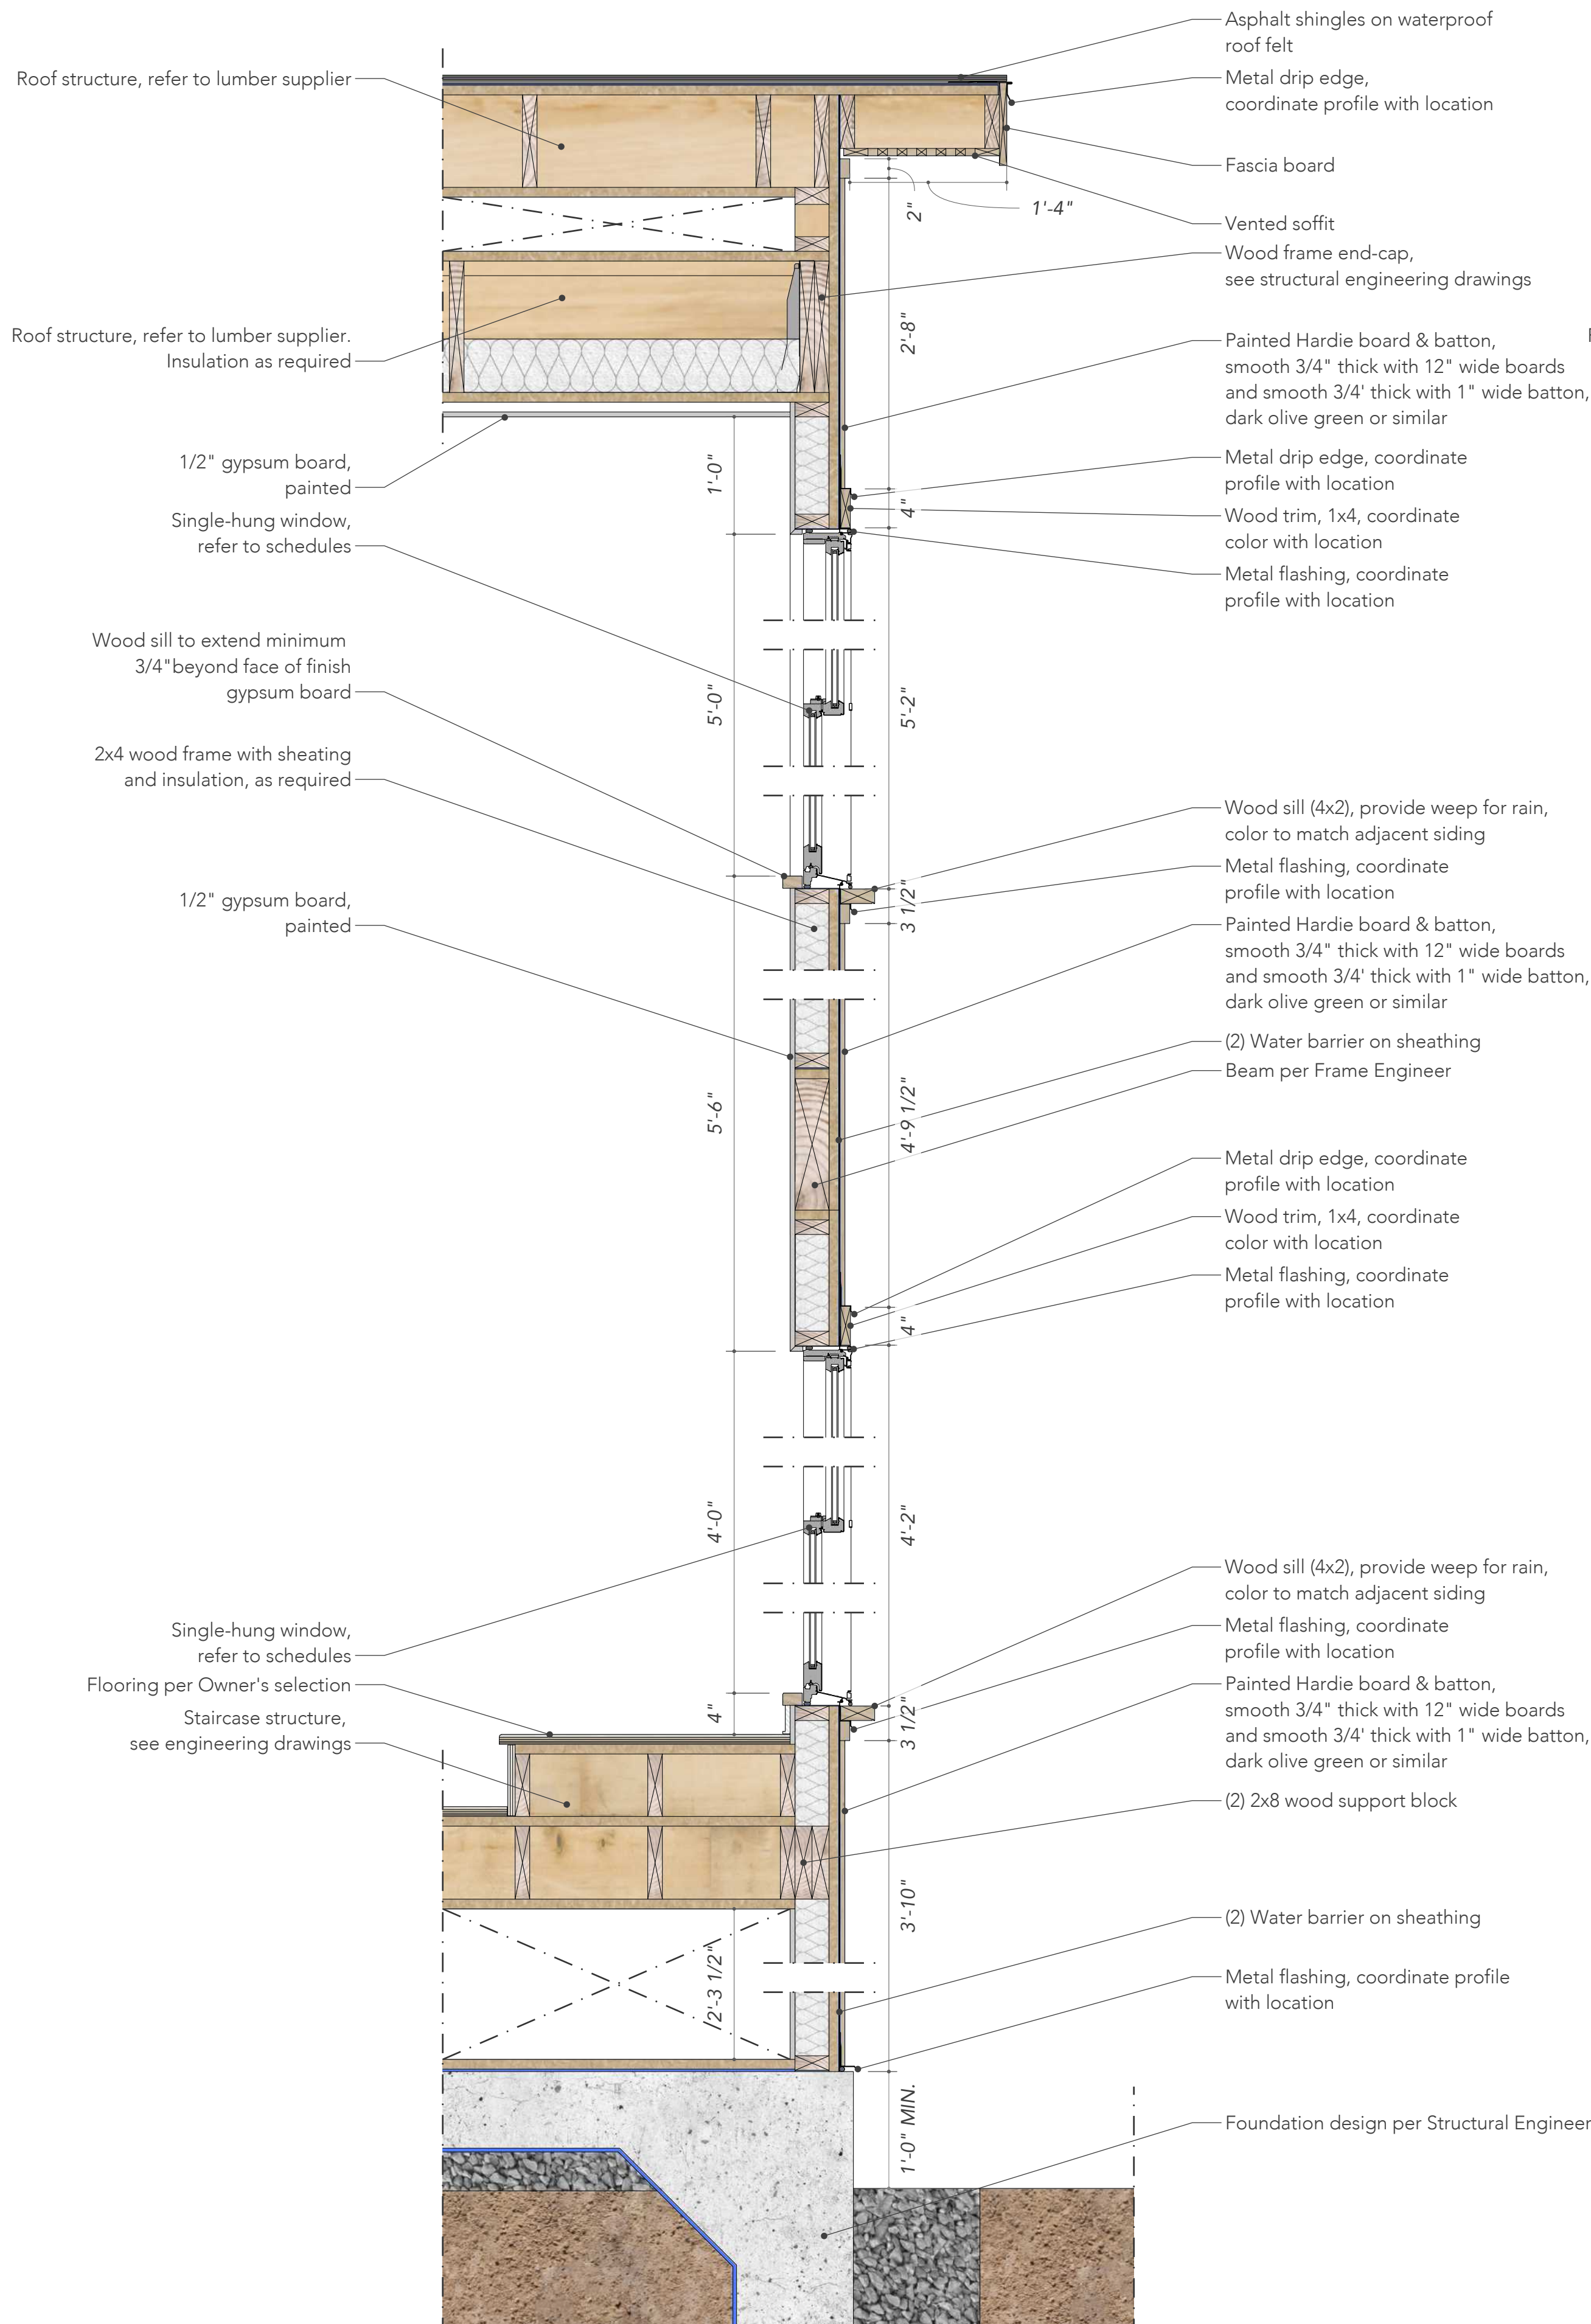 Roof structure, refer to lumber supplier
Roof structure, refer to lumber supplier.
Insulation as required
1/2" gypsum board,
painted
Single-hung window,
refer to schedules
Wood sill to extend minimum
3/4"beyond face of finish
gypsum board
2x4 wood frame with sheating
and insulation, as required
1/2" gypsum board,
painted
Single-hung window,
refer to schedules
Flooring per Owner's selection
Staircase structure,
see engineering drawings
1'-0"
5'-0"
5'-6"
4'-0"
4"
2'-3 1/2"
2"
1'-4"
2'-8"
4"
5'-2"
3 1/2"
4'-9 1/2"
4"
4'-2"
3 1/2"
3'-10"
1'-0" MIN.
Asphalt shingles on waterproof
roof felt
Metal drip edge,
coordinate profile with location
Fascia board
Vented soffit
Wood frame end-cap,
see structural engineering drawings
Painted Hardie board & batton,
smooth 3/4" thick with 12" wide boards
and smooth 3/4' thick with 1" wide batton,
dark olive green or similar
Metal drip edge, coordinate
profile with location
Wood trim, 1x4, coordinate
color with location
Metal flashing, coordinate
profile with location
Wood sill (4x2), provide weep for rain,
color to match adjacent siding
Metal flashing, coordinate
profile with location
Painted Hardie board & batton,
smooth 3/4" thick with 12" wide boards
and smooth 3/4' thick with 1" wide batton,
dark olive green or similar
(2) Water barrier on sheathing
Beam per Frame Engineer
Metal drip edge, coordinate
profile with location
Wood trim, 1x4, coordinate
color with location
Metal flashing, coordinate
profile with location
Wood sill (4x2), provide weep for rain,
color to match adjacent siding
Metal flashing, coordinate
profile with location
Painted Hardie board & batton,
smooth 3/4" thick with 12" wide boards
and smooth 3/4' thick with 1" wide batton,
dark olive green or similar
(2) 2x8 wood support block
(2) Water barrier on sheathing
Metal flashing, coordinate profile
with location
Foundation design per Structural Engineer